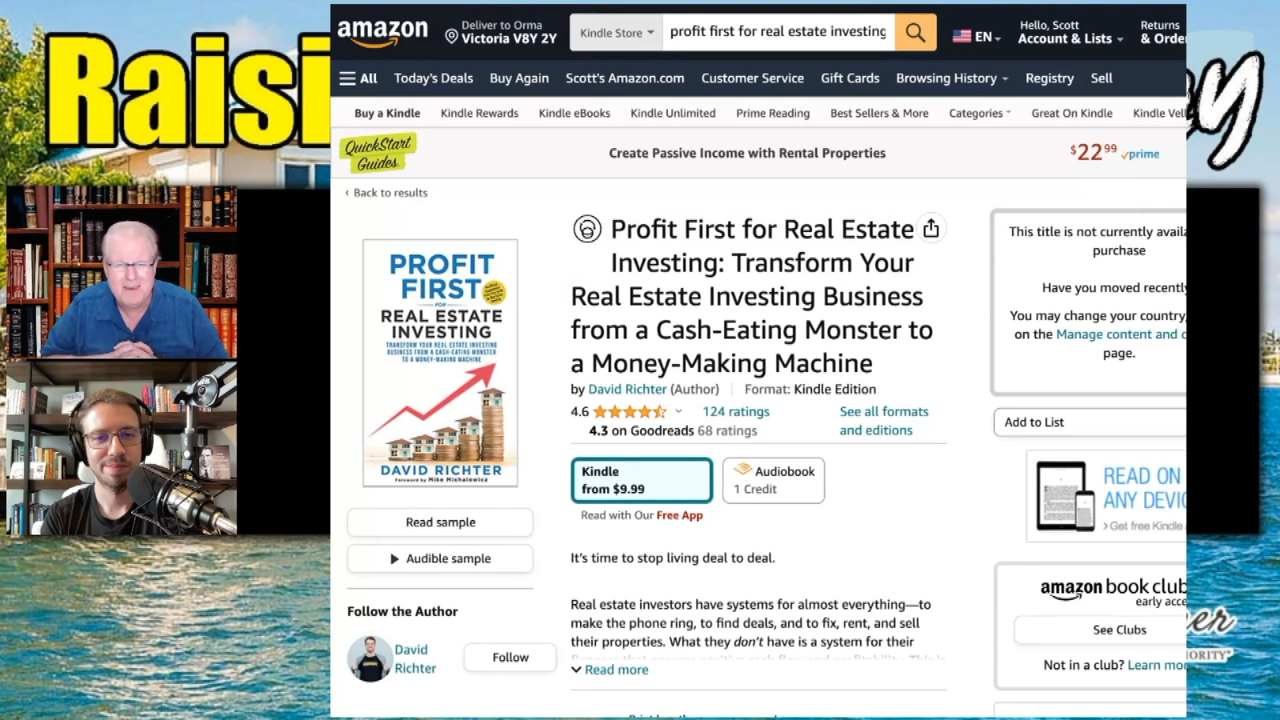 Raisi
ey
amazon
Deliver to Orma
Victoria V8Y 2Y
Kindle Store
profit first for real estate investing
EN
Hello, Scott
Account & Lists
Returns
& Orde
All
Today's Deals
Buy Again
Scott's Amazon.com
Customer Service
Gift Cards
Browsing History
Registry
Sell
Buy a Kindle
Kindle Rewards
Kindle eBooks
Kindle Unlimited
Prime Reading
Best Sellers & More
Categories
Great On Kindle
Kindle Vell
QuickStart
Guides
Create Passive Income with Rental Properties
$22 99 prime
‹ Back to results
PROFIT
FIRST
FOR
REAL ESTATE
INVESTING
TRANSFORM YOUR REAL ESTATE INVESTING
BUSINESS FROM A CASH-EATING MONSTER
TO A MONEY-MAKING MACHINE
DAVID RICHTER
Foreword by Mike Michalowicz
Read sample
Audible sample
Follow the Author
David
Richter
Follow
Profit First for Real Estate
Investing: Transform Your
Real Estate Investing Business
from a Cash-Eating Monster to
a Money-Making Machine
by David Richter (Author) | Format: Kindle Edition
4.6
124 ratings
4.3 on Goodreads 68 ratings
See all formats
and editions
Kindle
from $9.99
Audiobook
1 Credit
Read with Our Free App
It's time to stop living deal to deal.
Real estate investors have systems for almost everything—to
make the phone ring, to find deals, and to fix, rent, and sell
their properties. What they don't have is a system for their
Read more
This title is not currently availa
purchase
Have you moved recently
You may change your country
on the Manage content and d
page.
Add to List
READ ON
ANY DEVIC
› Get free Kindle
amazon book club
early acce
See Clubs
Not in a club? Learn mor
er
ORITY